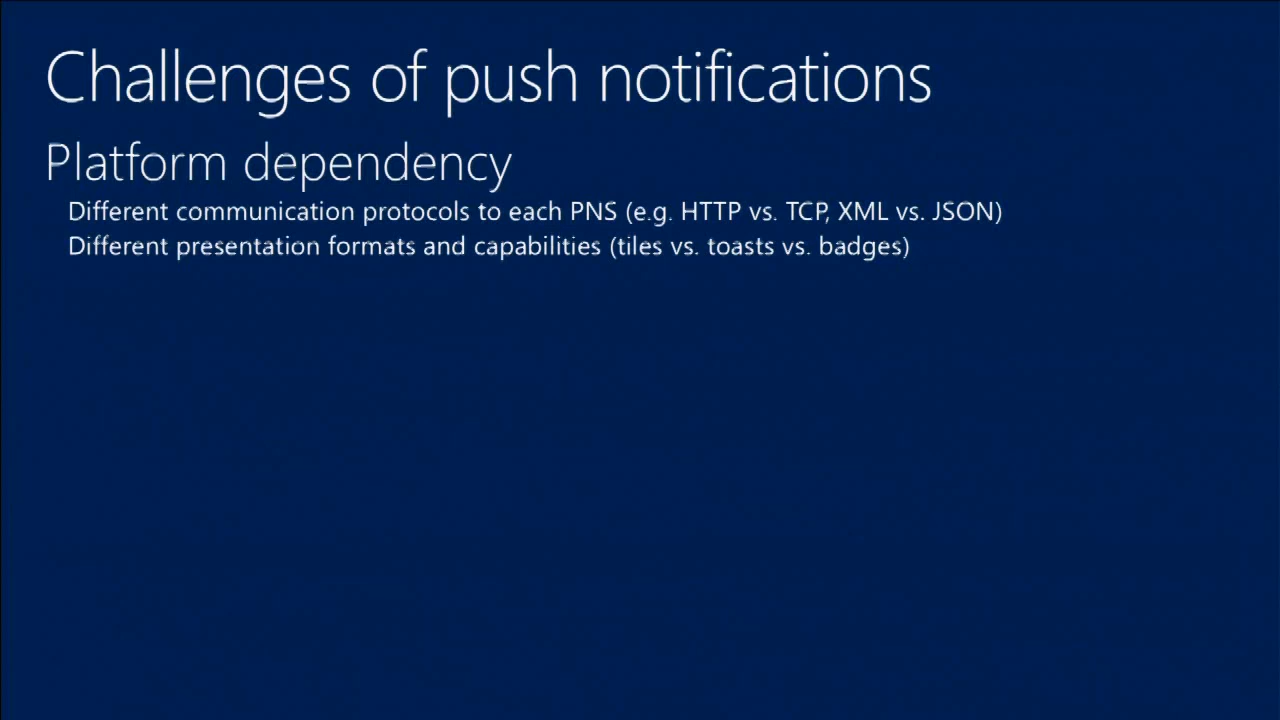 Challenges of push notifications
Platform dependency
Different communication protocols to each PNS (e.g. HTTP vs. TCP, XML vs. JSON)
Different presentation formats and capabilities (tiles vs. toasts vs. badges)